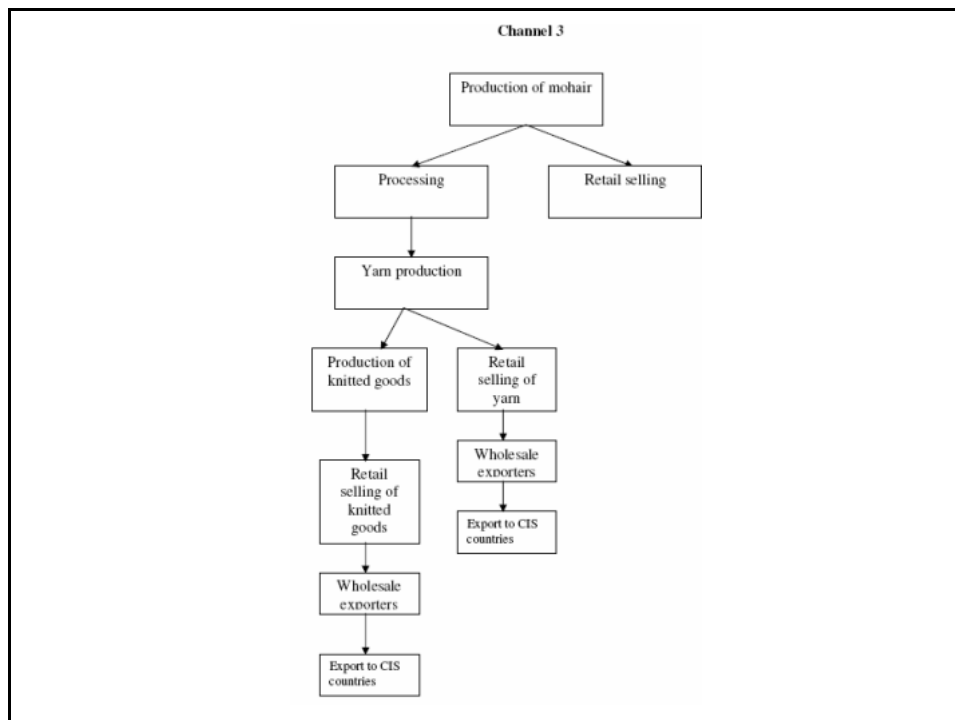 Channel 3
Production of mohair
Processing
Retail selling
Yarn production
Production of
knitted goods
Retail
selling of
yarn
Wholesale
exporters
Retail
selling of
knitted
goods
Export to CIS
countries
Wholesale
exporters
Export to CIS
countries